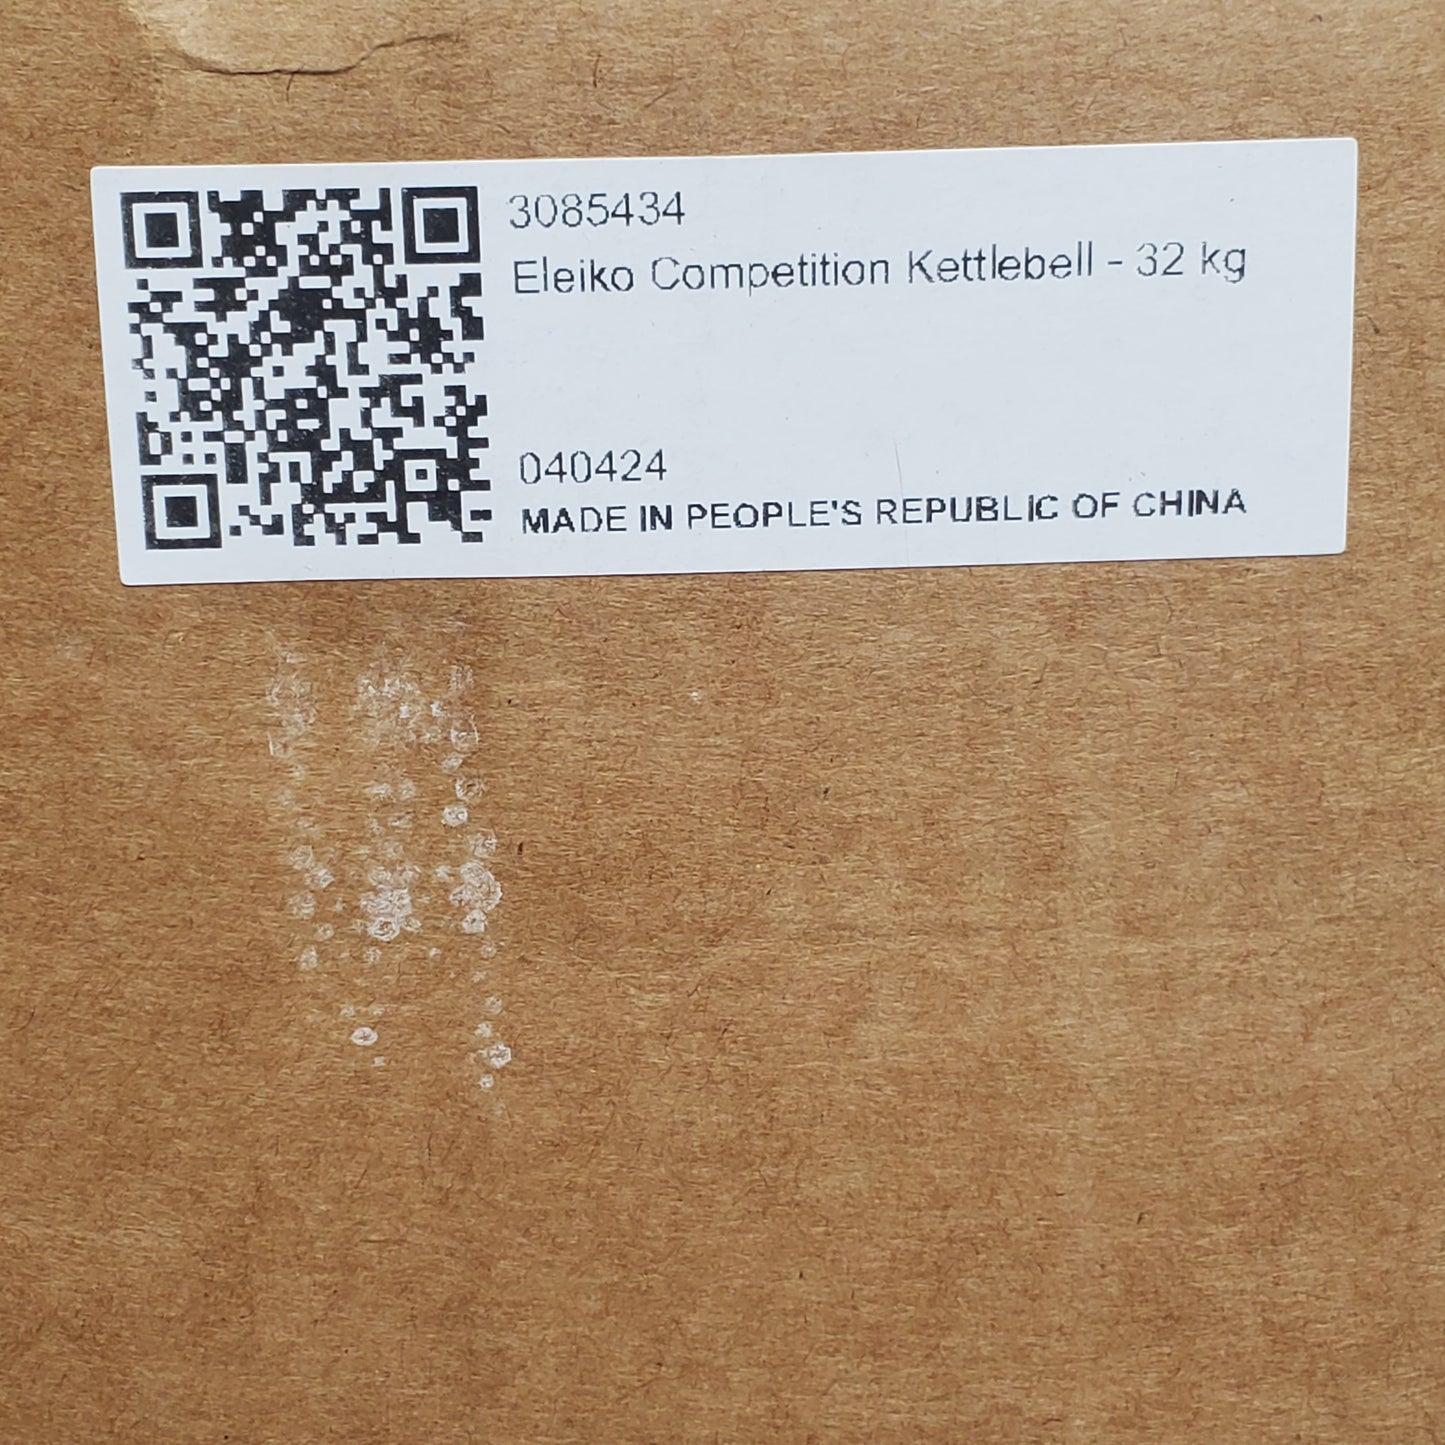 3085434
Eleiko Competition Kettlebell - 32 kg
040424
MADE IN PEOPLE'S REPUBLIC OF CHINA